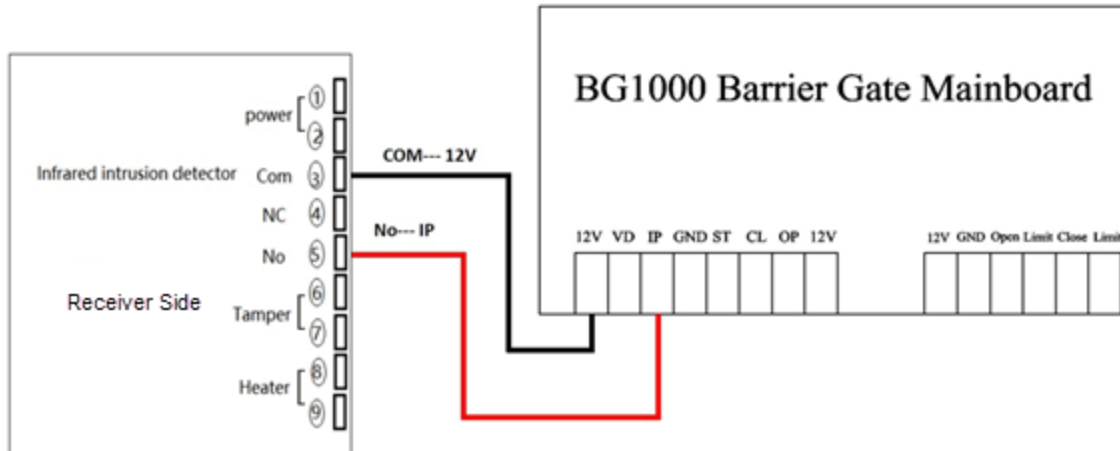 BG1000 Barrier Gate Mainboard
power
1
2
COM--- 12V
Infrared intrusion detector Com 3
NC 4
No--- IP
No 5
12V VD IP GND ST CL OP 12V
12V GND Open Limit Close Limit
Receiver Side
Tamper
6
7
Heater
8
9